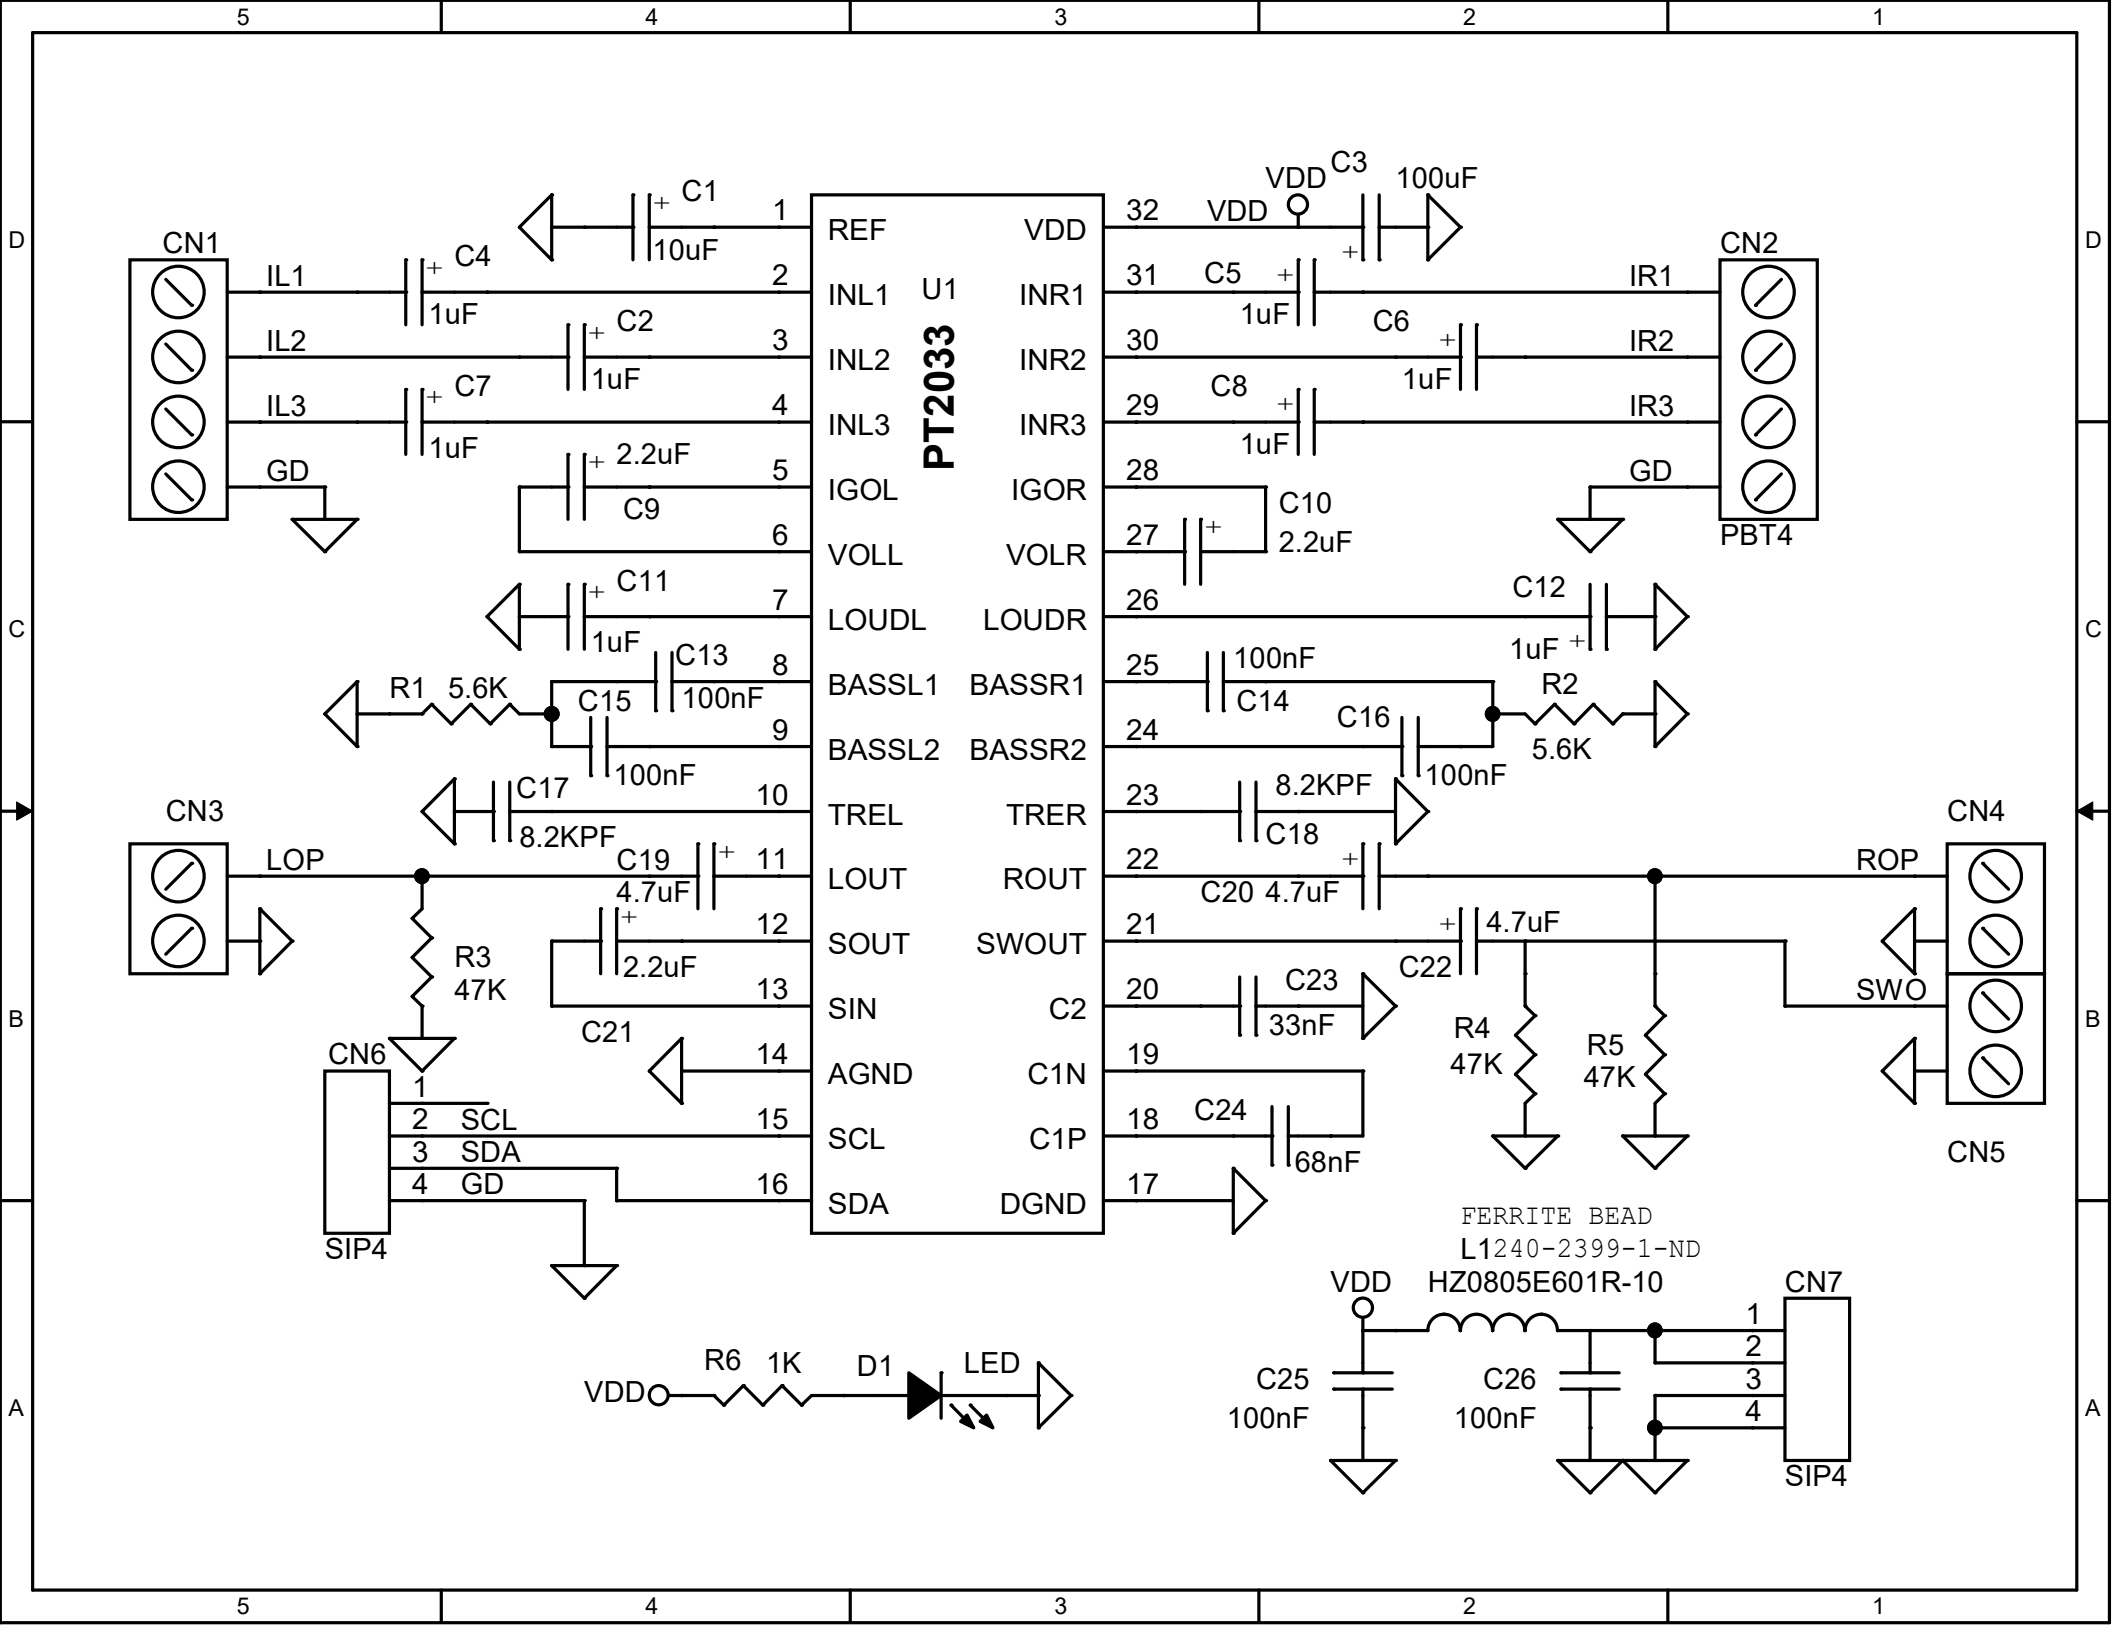 5 4 3 2 1
D D
C C
B B
A A
CN1
IL1
IL2
IL3
GD
C1
10uF
C4
1uF
C2
1uF
C7
1uF
2.2uF
C9
C11
1uF
C13
100nF
R1 5.6K
C15
100nF
C17
8.2KPF
CN3
LOP
C19
4.7uF
R3
47K
2.2uF
C21
CN6
1
2 SCL
3 SDA
4 GD
SIP4
U1
PT2033
1 REF
2 INL1
3 INL2
4 INL3
5 IGOL
6 VOLL
7 LOUDL
8 BASSL1
9 BASSL2
10 TREL
11 LOUT
12 SOUT
13 SIN
14 AGND
15 SCL
16 SDA
VDD 32
INR1 31
INR2 30
INR3 29
IGOR 28
VOLR 27
LOUDR 26
BASSR1 25
BASSR2 24
TRER 23
ROUT 22
SWOUT 21
C2 20
C1N 19
C1P 18
DGND 17
VDD
VDD
C3
100uF
C5
1uF
IR1
C6
1uF
IR2
C8
1uF
IR3
GD
CN2
PBT4
C10
2.2uF
C12
1uF
100nF
C14
R2
5.6K
C16
100nF
8.2KPF
C18
C20 4.7uF
ROP
CN4
4.7uF
C22
SWO
C23
33nF
R4
47K
R5
47K
CN5
C24
68nF
FERRITE BEAD
L1 240-2399-1-ND
HZ0805E601R-10
VDD
C25
100nF
C26
100nF
CN7
1
2
3
4
SIP4
VDD
R6 1K
D1
LED
5 4 3 2 1